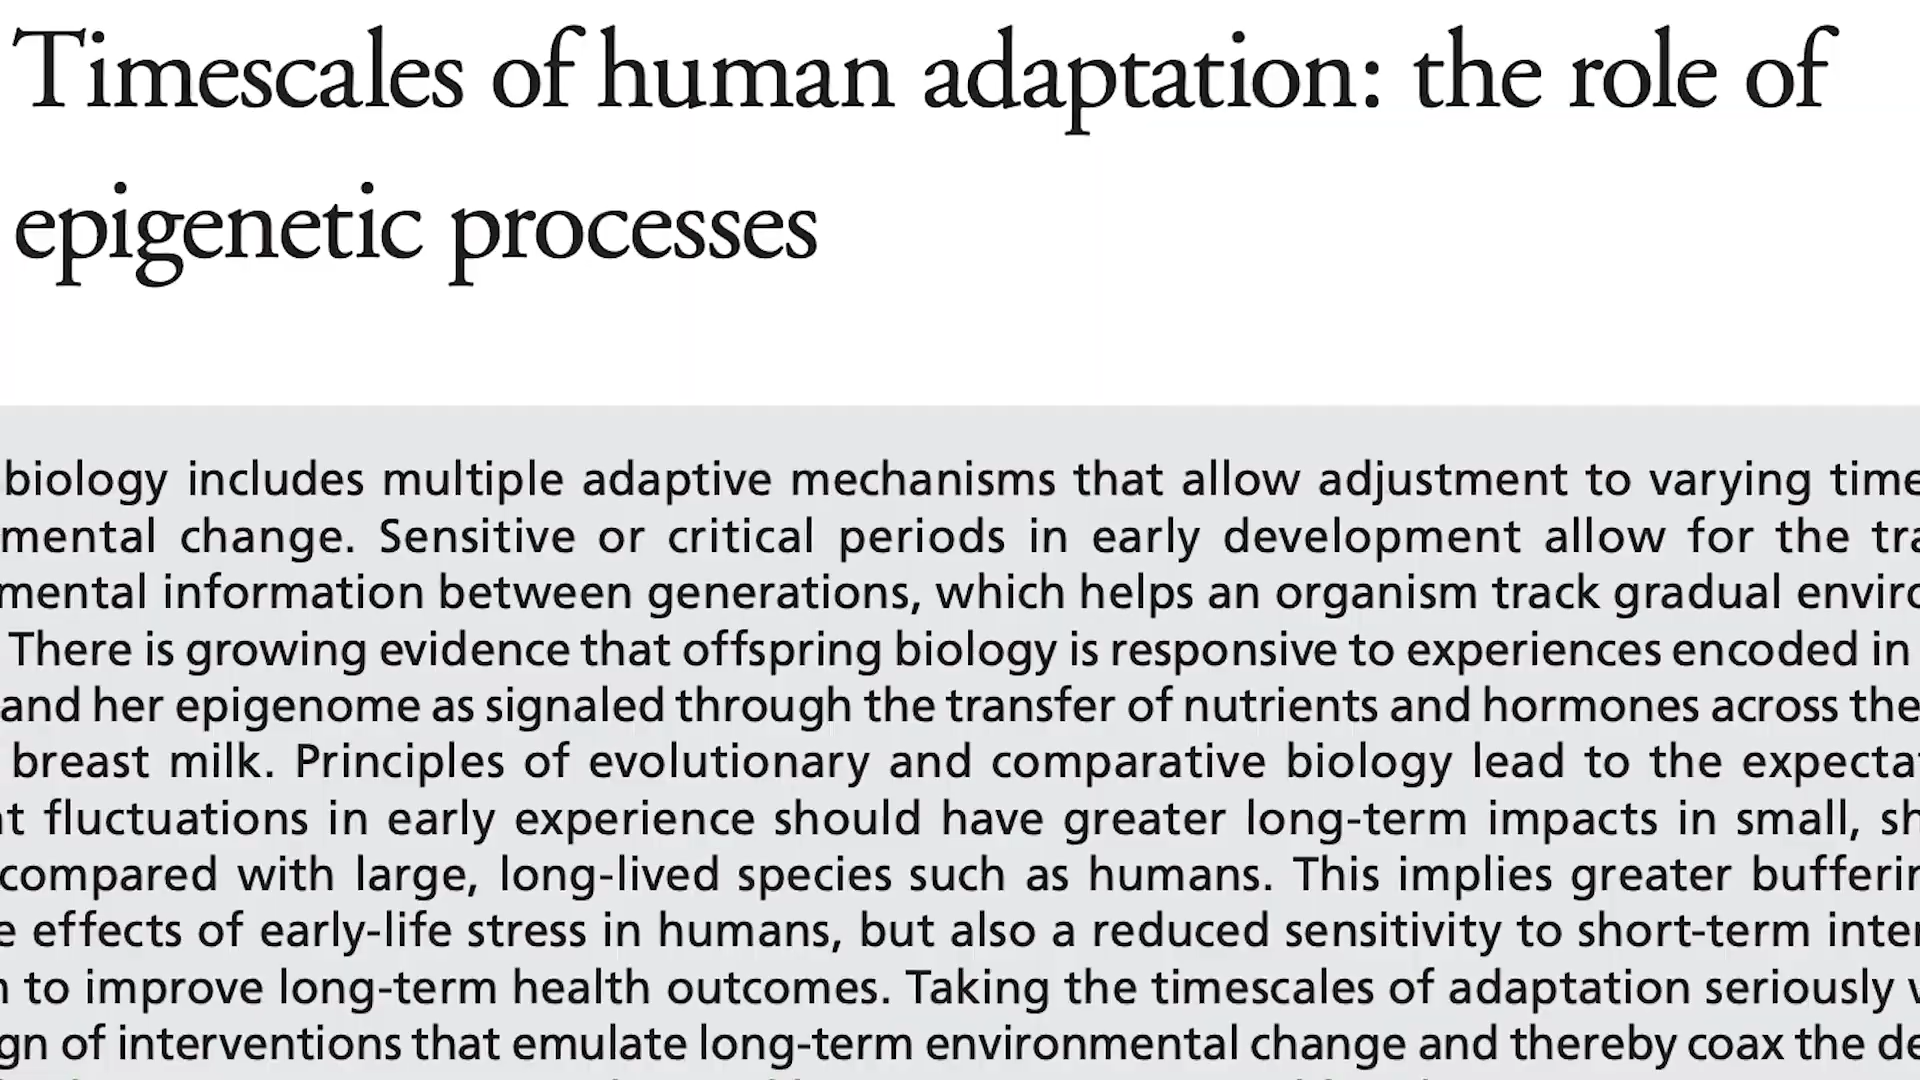 Timescales of human adaptation: the role of
epigenetic processes
biology includes multiple adaptive mechanisms that allow adjustment to varying time
mental change. Sensitive or critical periods in early development allow for the tra
mental information between generations, which helps an organism track gradual enviro
There is growing evidence that offspring biology is responsive to experiences encoded in
and her epigenome as signaled through the transfer of nutrients and hormones across the
breast milk. Principles of evolutionary and comparative biology lead to the expecta
t fluctuations in early experience should have greater long-term impacts in small, sh
compared with large, long-lived species such as humans. This implies greater bufferin
e effects of early-life stress in humans, but also a reduced sensitivity to short-term inter
n to improve long-term health outcomes. Taking the timescales of adaptation seriously
gn of interventions that emulate long-term environmental change and thereby coax the de